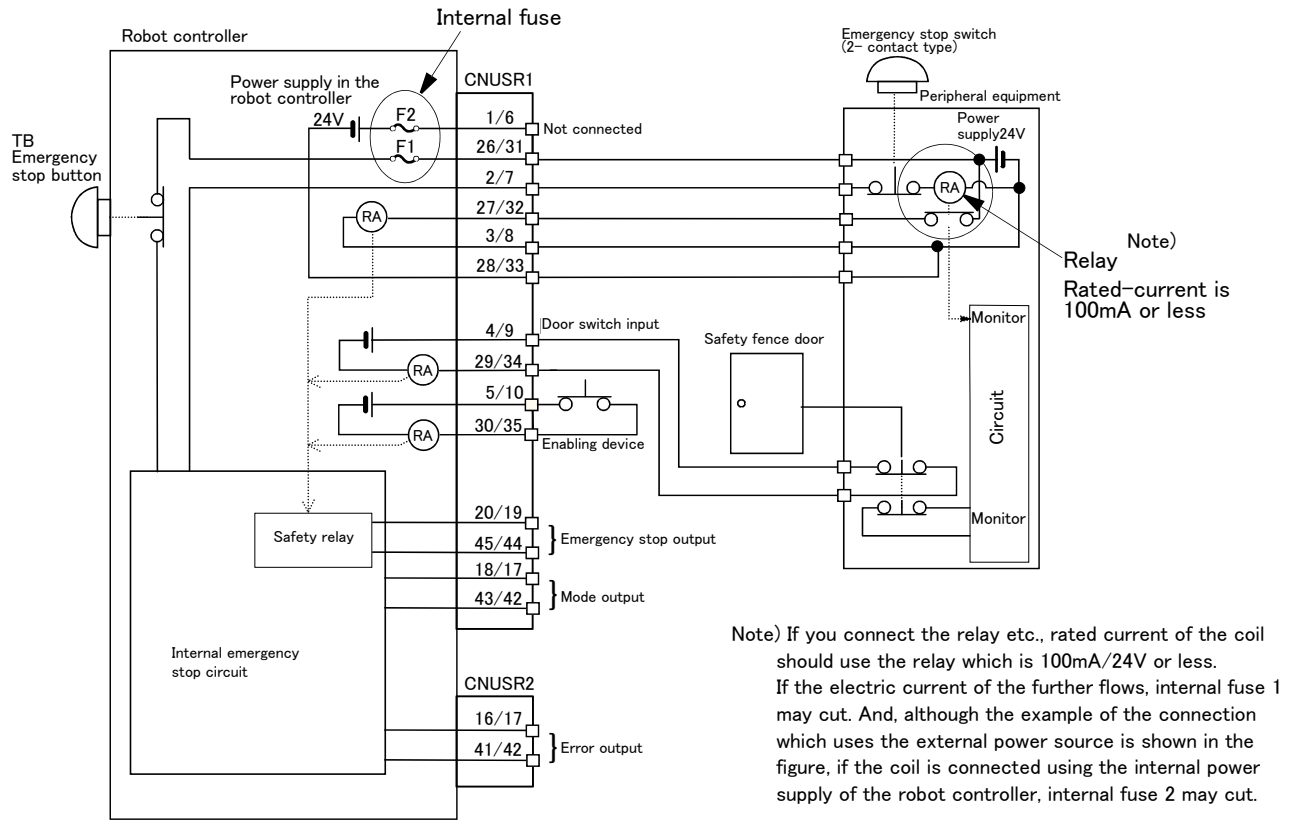 Internal fuse
Robot controller
Emergency stop switch
(2- contact type)
Power supply in the
robot controller
CNUSR1
Peripheral equipment
24V
F2
1/6
Not connected
Power
supply24V
TB
Emergency
stop button
F1
26/31
2/7
RA
RA
27/32
3/8
Note)
Relay
28/33
Rated-current is
100mA or less
Monitor
4/9
Door switch input
Safety fence door
RA
29/34
5/10
Circuit
RA
30/35
Enabling device
20/19
Monitor
Safety relay
Emergency stop output
45/44
18/17
Mode output
43/42
Internal emergency
stop circuit
CNUSR2
16/17
Error output
41/42
Note) If you connect the relay etc., rated current of the coil
should use the relay which is 100mA/24V or less.
If the electric current of the further flows, internal fuse 1
may cut. And, although the example of the connection
which uses the external power source is shown in the
figure, if the coil is connected using the internal power
supply of the robot controller, internal fuse 2 may cut.